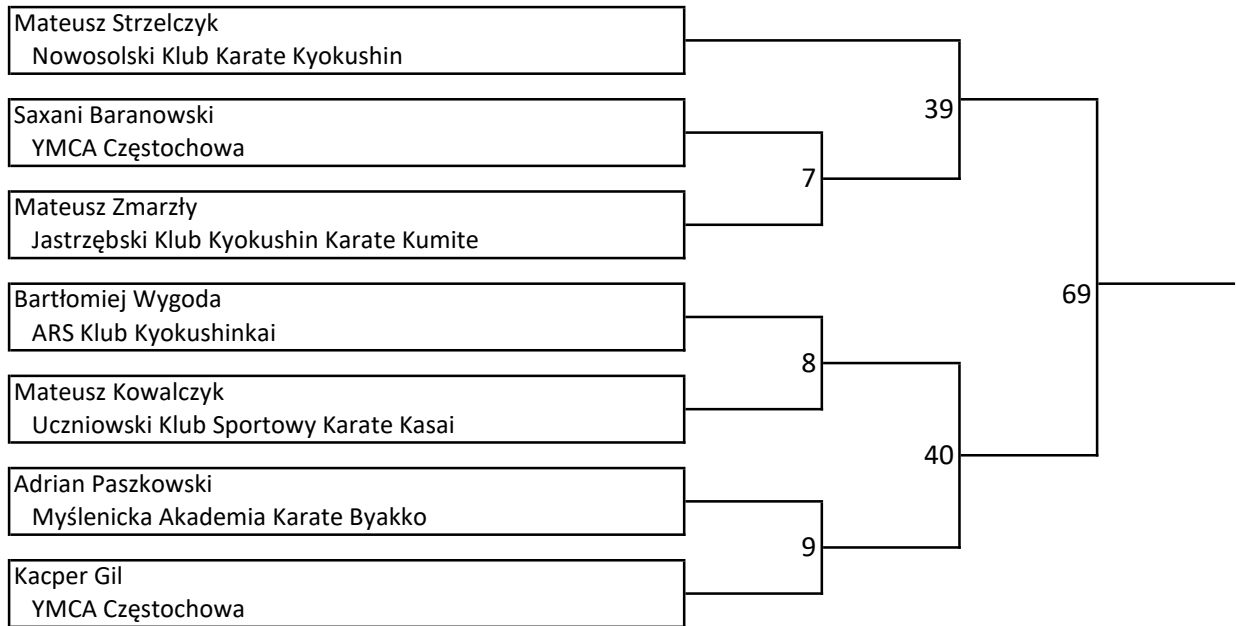 Mateusz Strzelczyk
Nowosolski Klub Karate Kyokushin
39
Saxani Baranowski
YMCA Częstochowa
7
Mateusz Zmarzły
Jastrzębski Klub Kyokushin Karate Kumite
69
Bartłomiej Wygoda
ARS Klub Kyokushinkai
8
Mateusz Kowalczyk
Uczniowski Klub Sportowy Karate Kasai
40
Adrian Paszkowski
Myślenicka Akademia Karate Byakko
9
Kacper Gil
YMCA Częstochowa